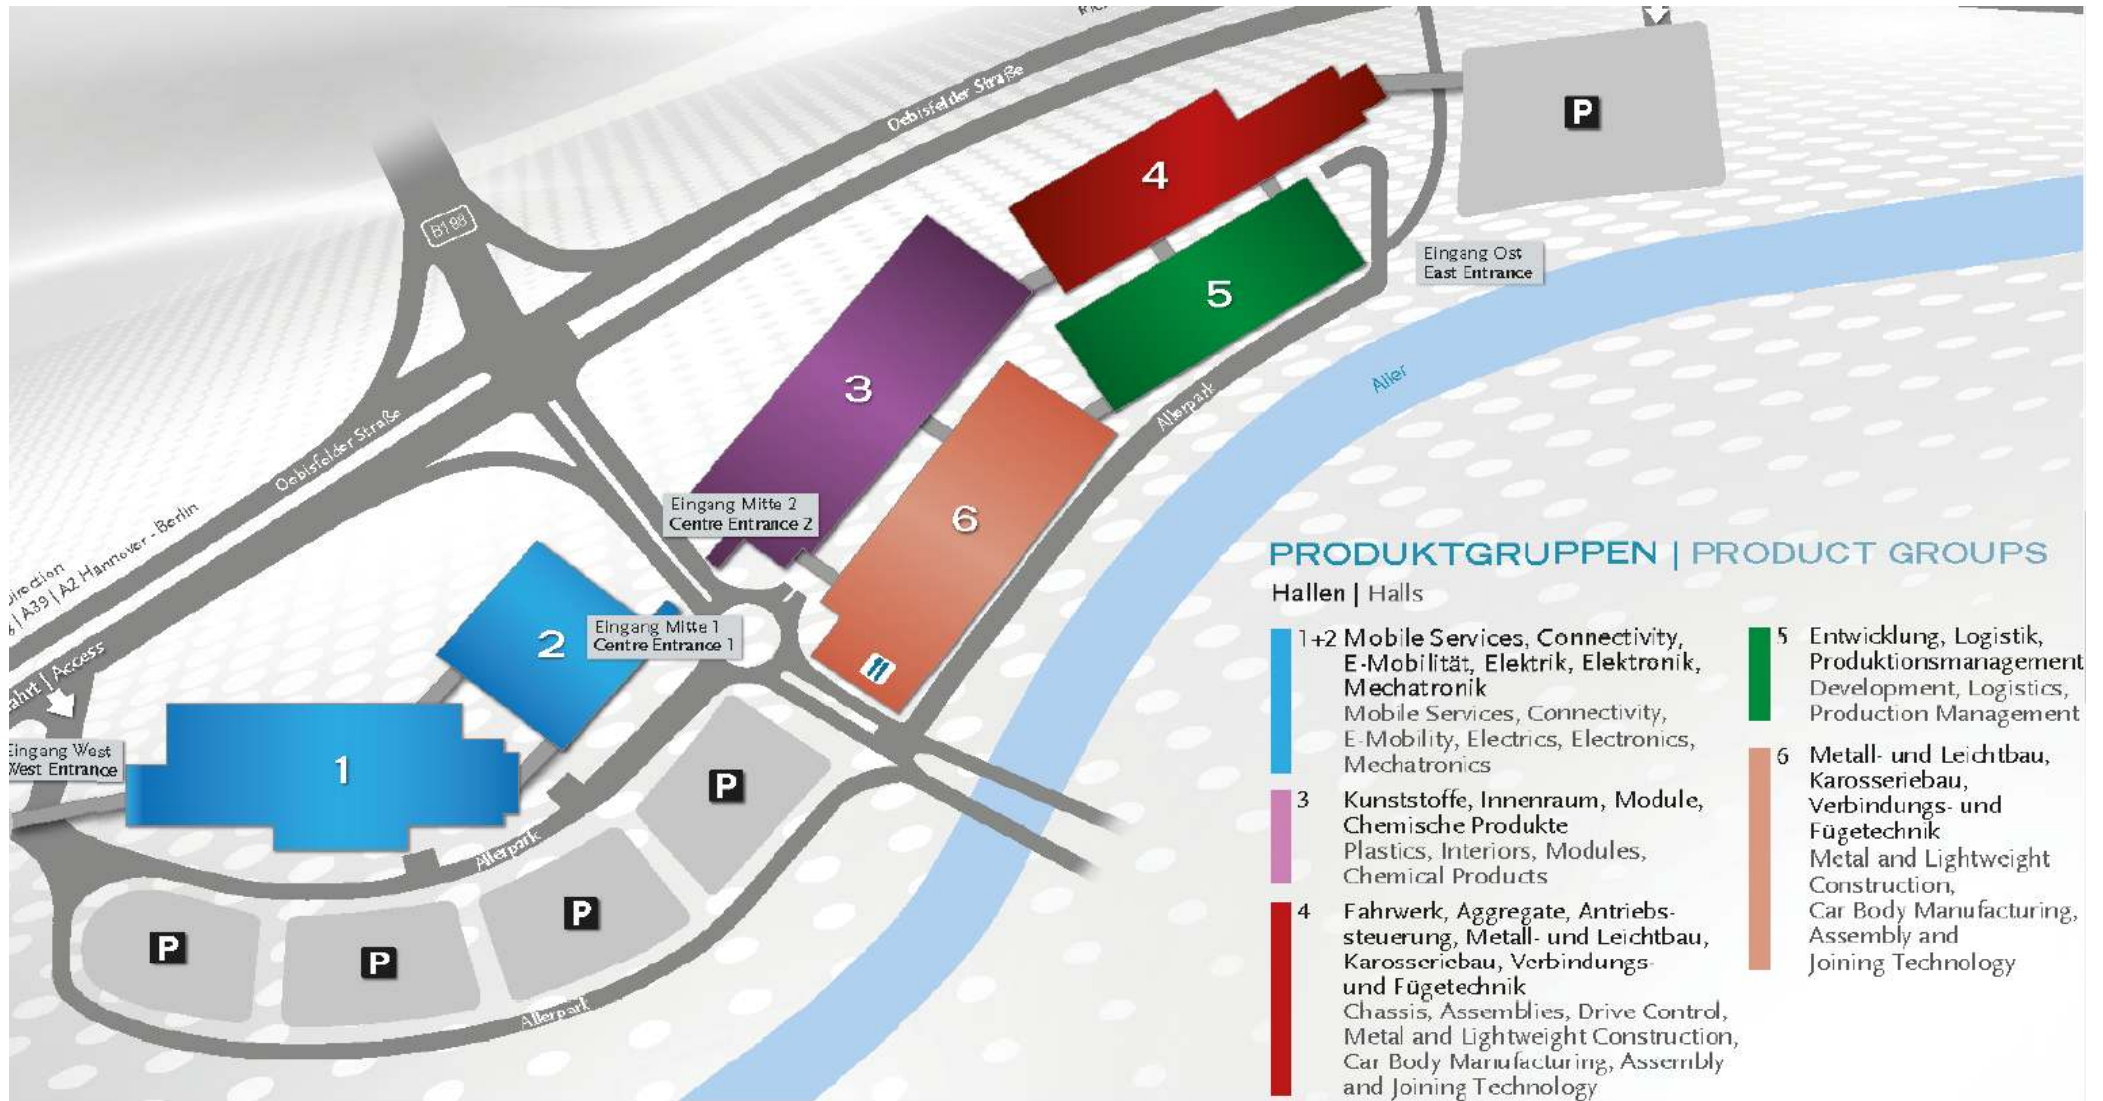 Oebisfelder Straße
B188
P
4
Eingang Ost
East Entrance
5
3
Aller
Allerpark
Oebisfelder Straße
Eingang Mitte 2
Centre Entrance 2
6
A39 | A2 Hannover - Berlin
Eingang Mitte 1
Centre Entrance 1
2
Access
Eingang West
West Entrance
1
P
Allerpark
P
P
P
Allerpark
PRODUKTGRUPPEN | PRODUCT GROUPS
Hallen | Halls
1+2 Mobile Services, Connectivity,
E-Mobilität, Elektrik, Elektronik,
Mechatronik
Mobile Services, Connectivity,
E-Mobility, Electrics, Electronics,
Mechatronics
3 Kunststoffe, Innenraum, Module,
Chemische Produkte
Plastics, Interiors, Modules,
Chemical Products
4 Fahrwerk, Aggregate, Antriebs-
steuerung, Metall- und Leichtbau,
Karosseriebau, Verbindungs-
und Fügetechnik
Chassis, Assemblies, Drive Control,
Metal and Lightweight Construction,
Car Body Manufacturing, Assembly
and Joining Technology
5 Entwicklung, Logistik,
Produktionsmanagement
Development, Logistics,
Production Management
6 Metall- und Leichtbau,
Karosseriebau,
Verbindungs- und
Fügetechnik
Metal and Lightweight
Construction,
Car Body Manufacturing,
Assembly and
Joining Technology